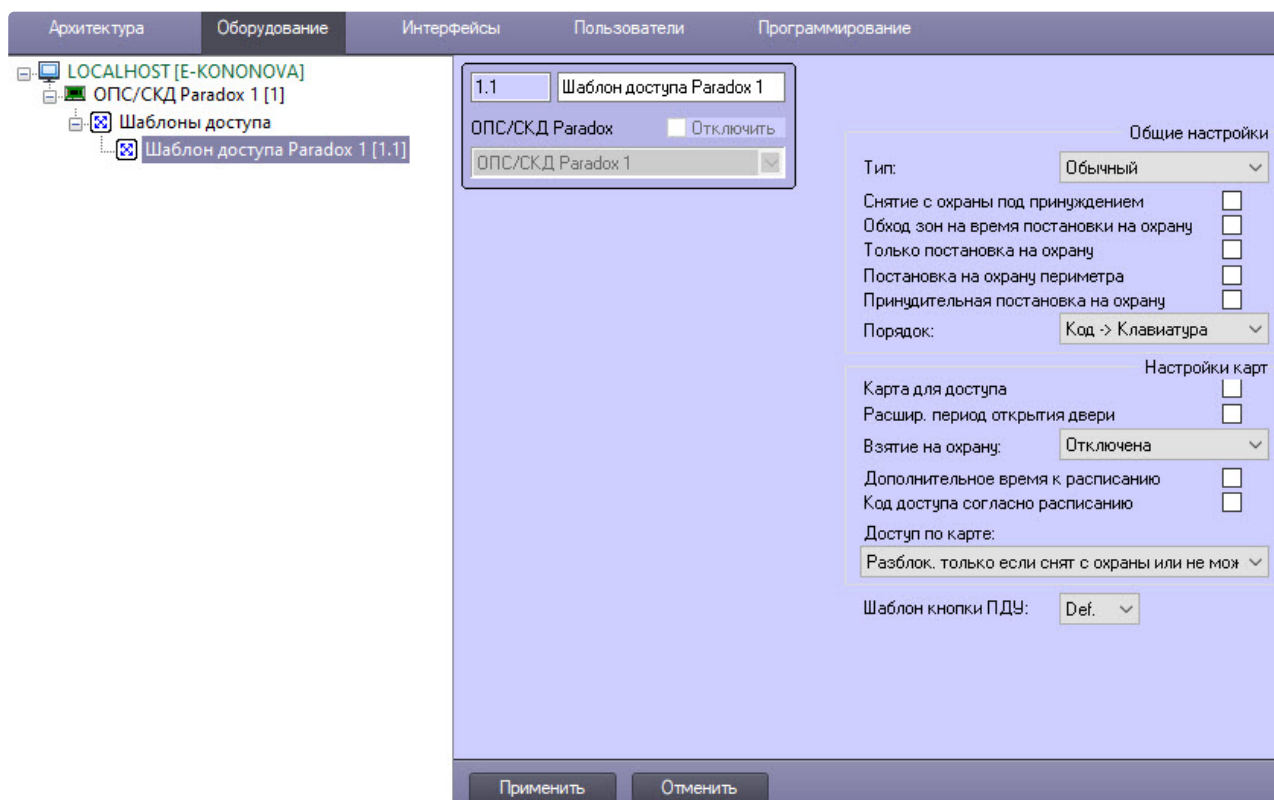 Архитектура Оборудование Интерфейсы Пользователи Программирование
LOCALHOST [E-KONONOVA]
ОПС/СКД Paradox 1 [1]
Шаблоны доступа
Шаблон доступа Paradox 1 [1.1]
1.1 Шаблон доступа Paradox 1
ОПС/СКД Paradox Отключить
ОПС/СКД Paradox 1
Общие настройки
Тип: Обычный
Снятие с охраны под принуждением
Обход зон на время постановки на охрану
Только постановка на охрану
Постановка на охрану периметра
Принудительная постановка на охрану
Порядок: Код -> Клавиатура
Настройки карт
Карта для доступа
Расшир. период открытия двери
Взятие на охрану: Отключена
Дополнительное время к расписанию
Код доступа согласно расписанию
Доступ по карте:
Разблок. только если снят с охраны или не мож
Шаблон кнопки ПДУ: Def.
Применить Отменить